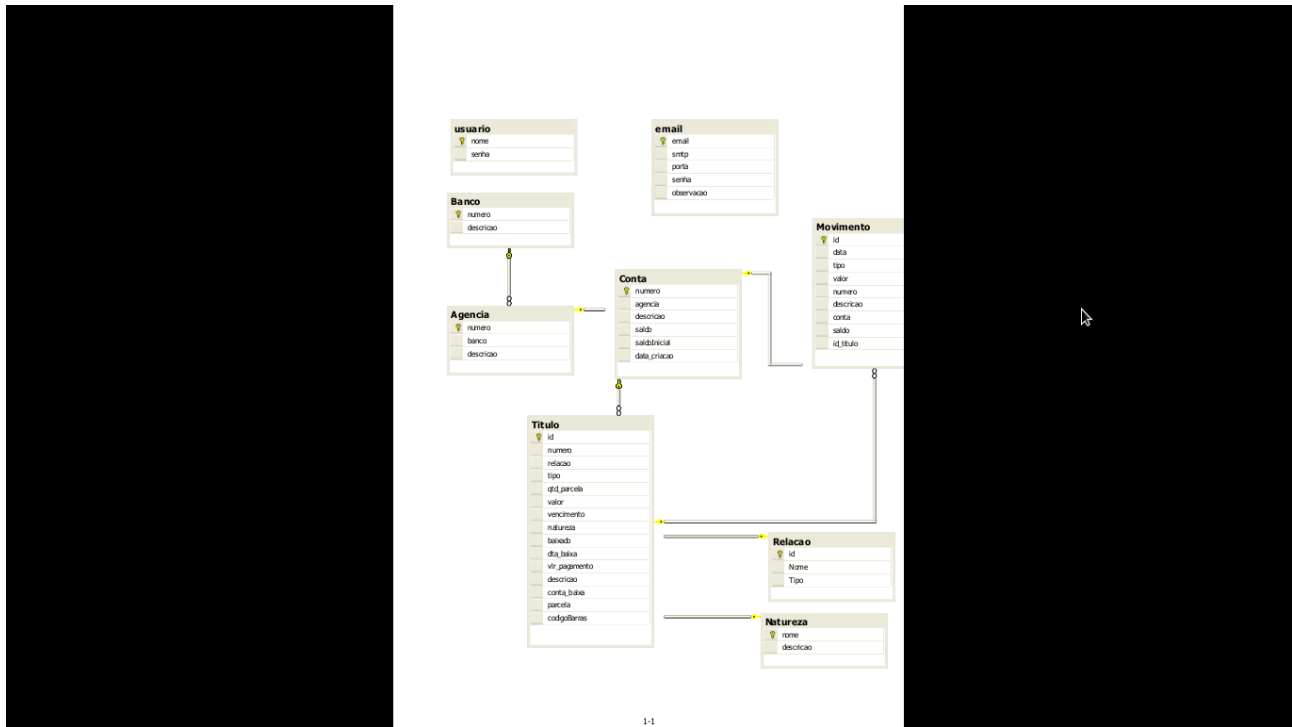 usuario
nome
senha
email
email
smtp
porta
senha
observacao
Banco
numero
descricao
Movimento
id
data
tipo
valor
numero
descricao
conta
saldo
id_titulo
Conta
numero
agencia
descricao
saldo
saldoInicial
data_criacao
Agencia
numero
banco
descricao
Titulo
id
numero
relacao
tipo
qtd_parcela
valor
vencimento
natureza
baixado
dta_baixa
vlr_pagamento
descricao
conta_baixa
parcela
codigoBarras
Relacao
id
Nome
Tipo
Natureza
nome
descricao
1-1